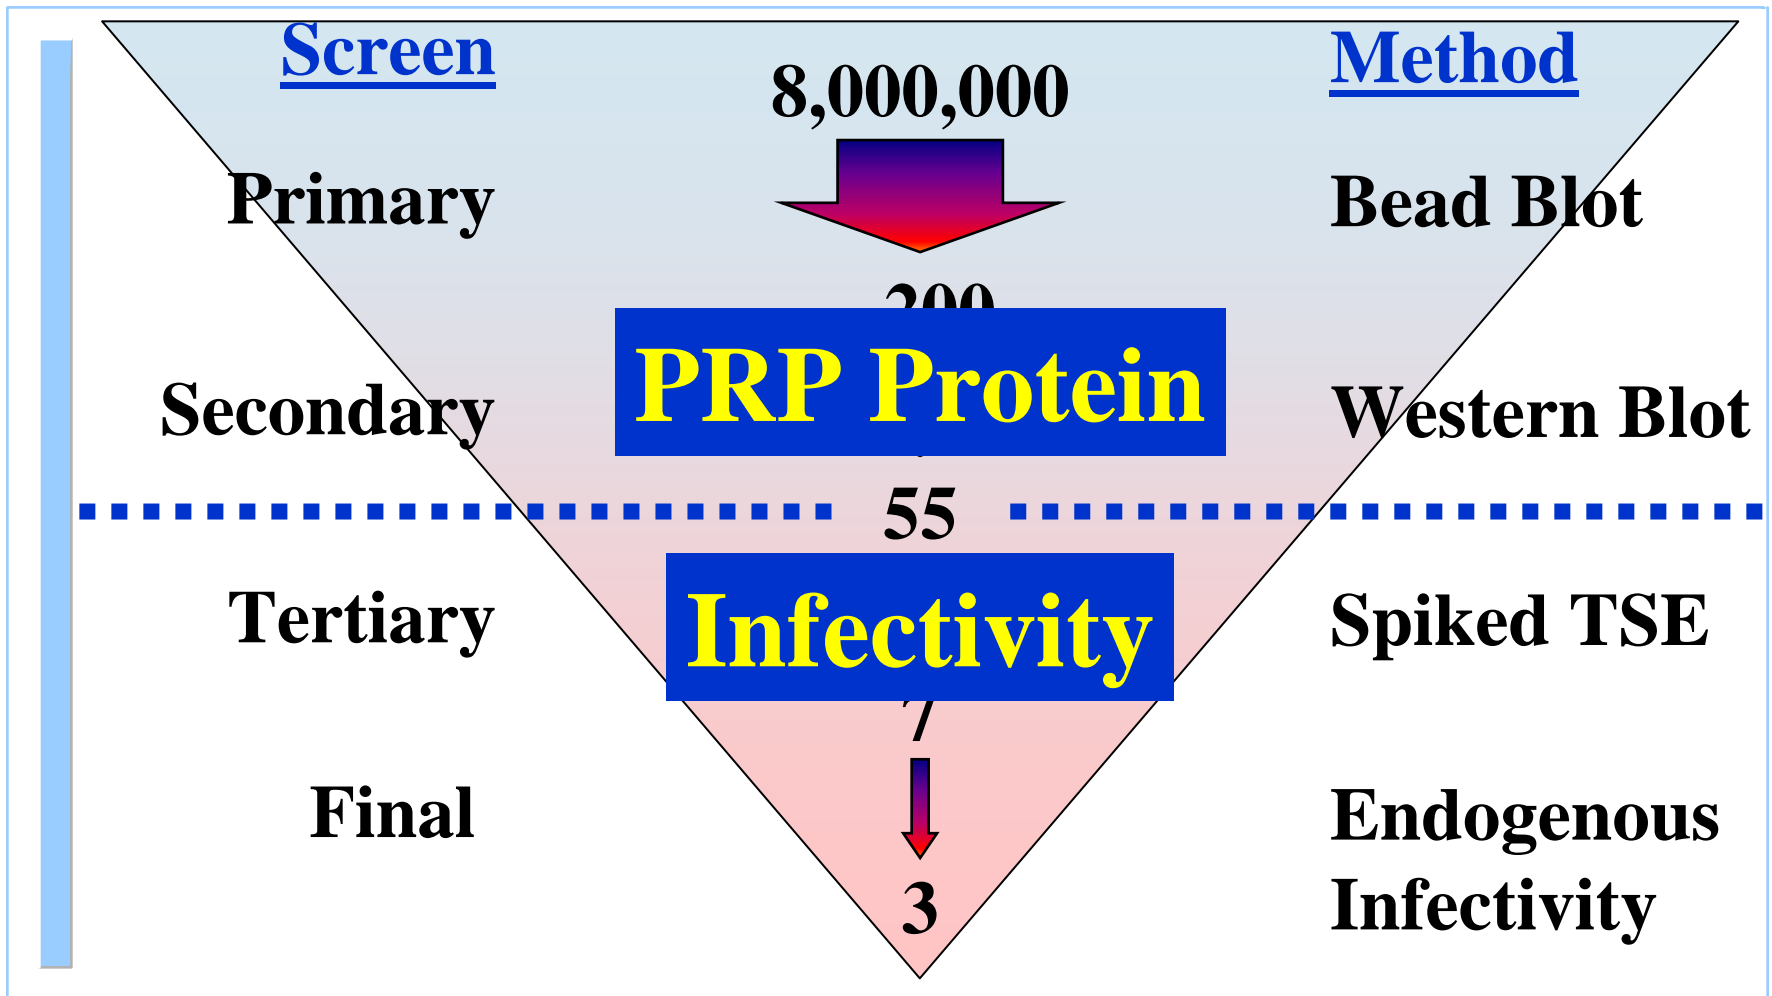 Screen
Method
8,000,000
Primary
Bead Blot
200
PRP Protein
Secondary
Western Blot
55
Infectivity
Tertiary
Spiked TSE
7
Final
Endogenous
Infectivity
3